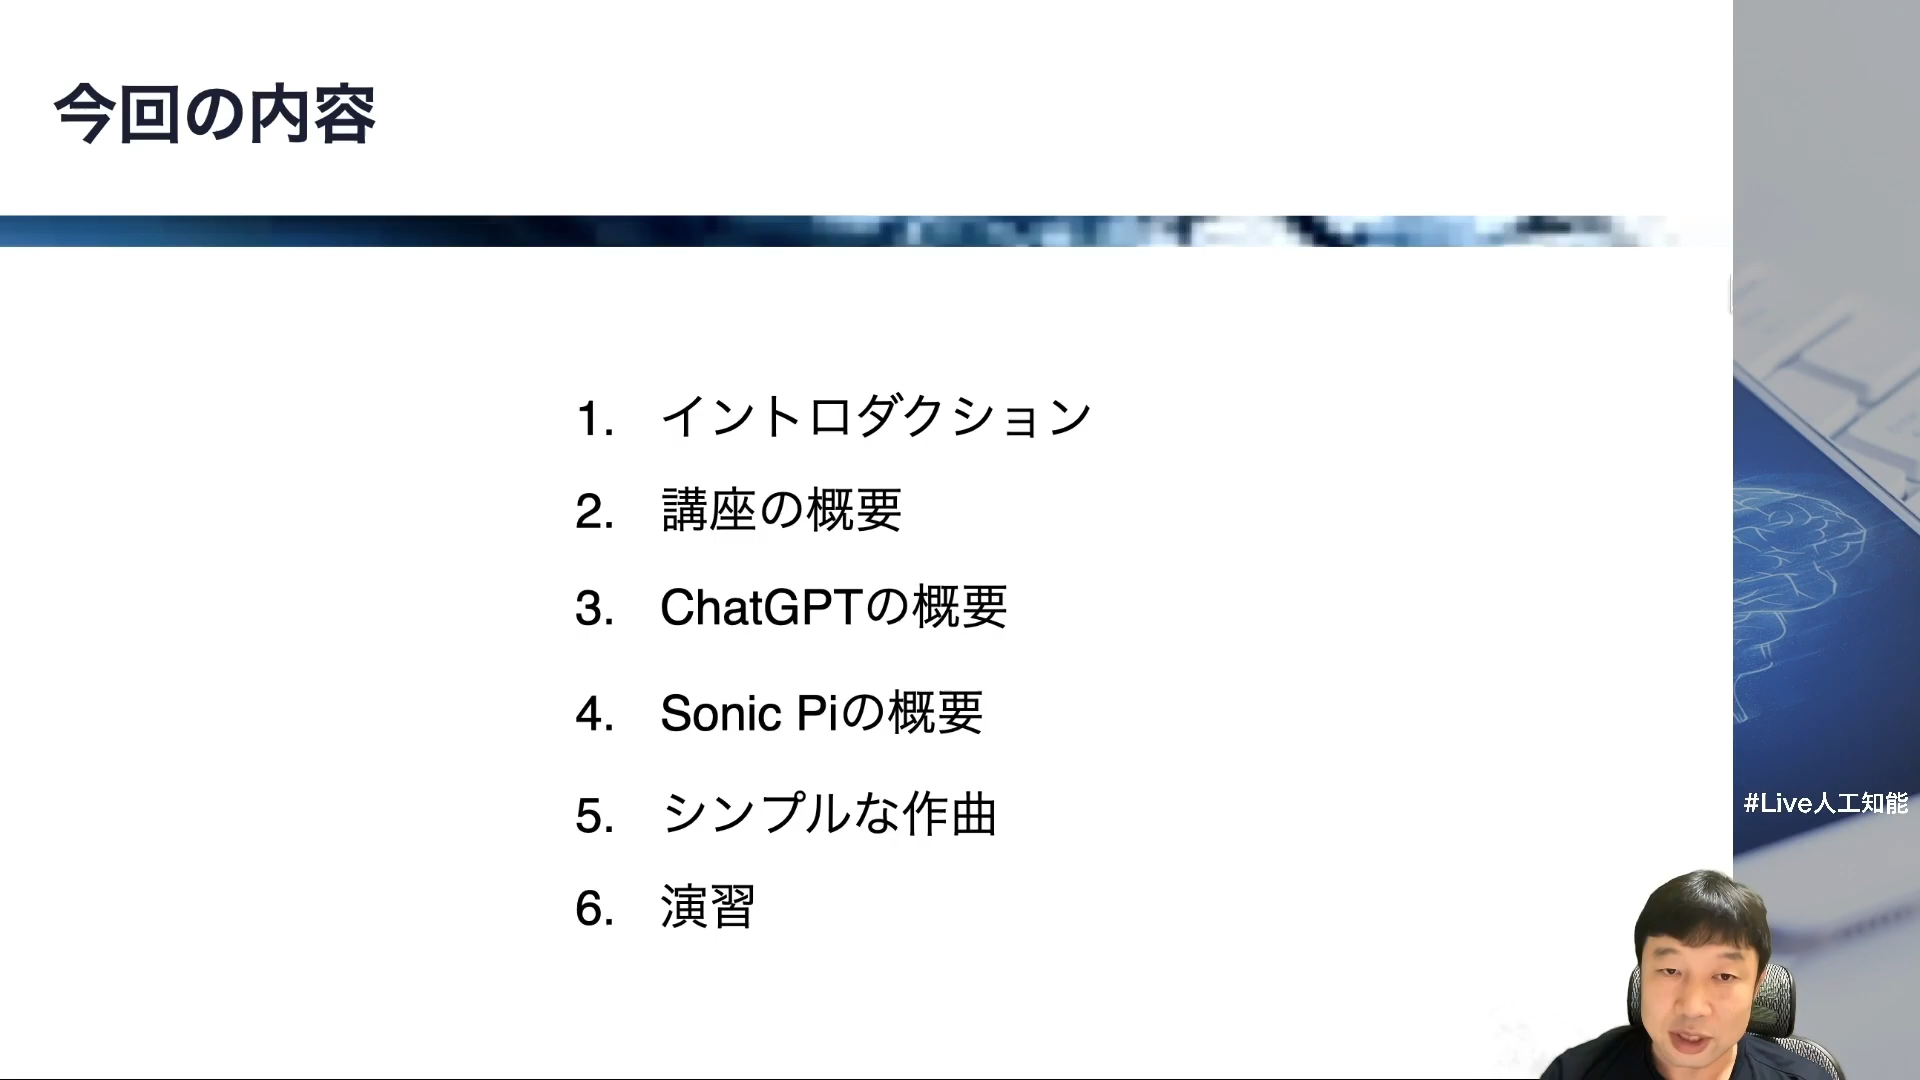 今回の内容
1. イントロダクション
2. 講座の概要
3. ChatGPTの概要
4. Sonic Piの概要
5. シンプルな作曲
6. 演習
#Live人工知能